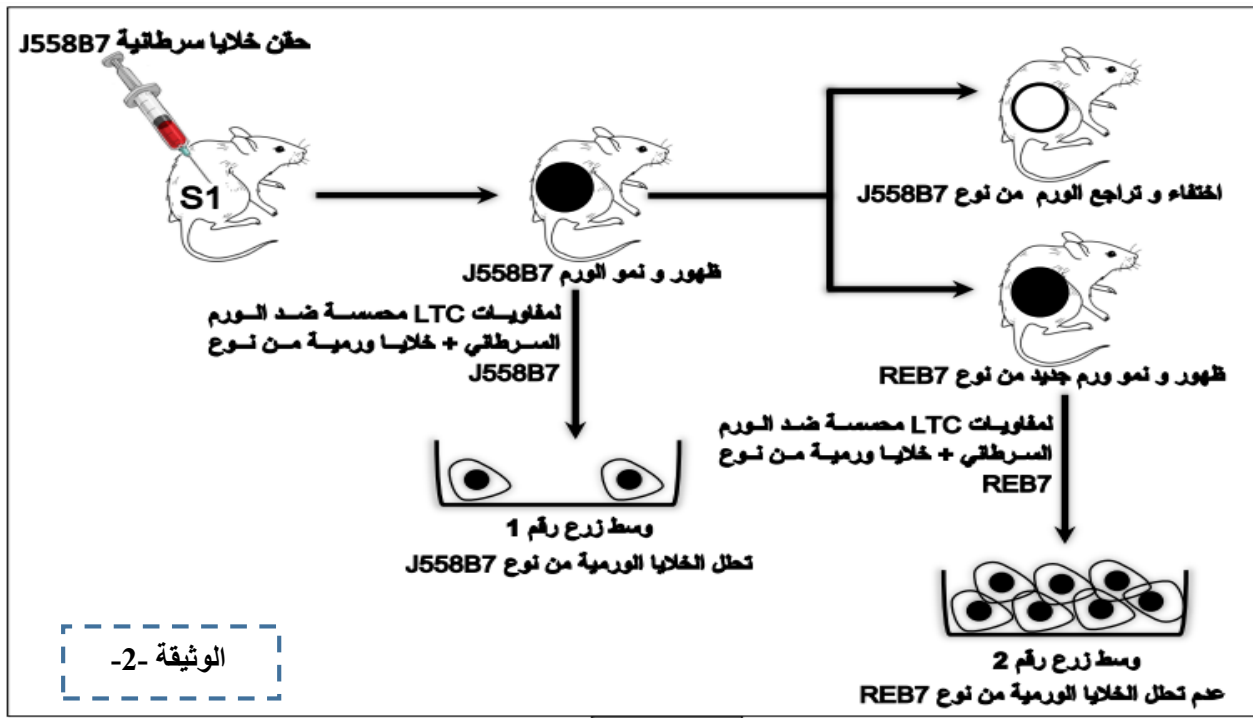 حقن خلايا سرطانية J558B7
S1
ظهور و نمو الورم J558B7
اختفاء و تراجع الورم من نوع J558B7
ظهور و نمو ورم جديد من نوع REB7
لمفاويات LTC محسسة ضد الورم
السرطاني + خلايا ورمية من نوع
J558B7
لمفاويات LTC محسسة ضد الورم
السرطاني + خلايا ورمية من نوع
REB7
وسط زرع رقم 1
تحلل الخلايا الورمية من نوع J558B7
وسط زرع رقم 2
عدم تحلل الخلايا الورمية من نوع REB7
الوثيقة -2-